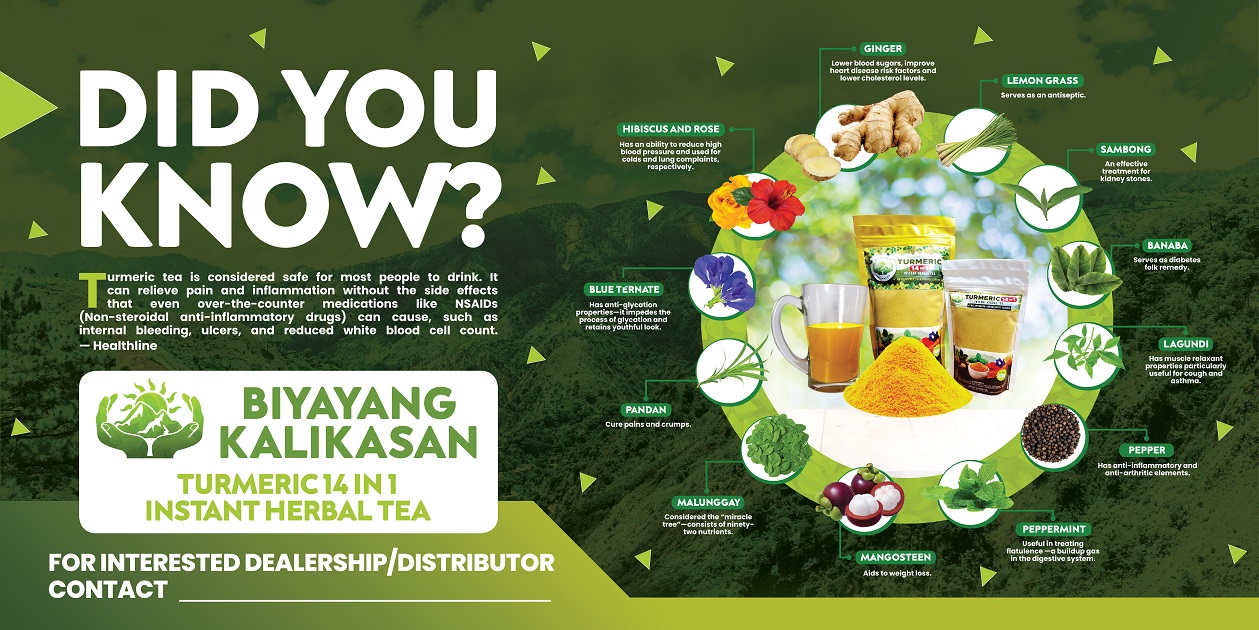 DID YOU
KNOW?
Turmeric tea is considered safe for most people to drink. It
can relieve pain and inflammation without the side effects
that even over-the-counter medications like NSAIDs
(Non-steroidal anti-inflammatory drugs) can cause, such as
internal bleeding, ulcers, and reduced white blood cell count.
— Healthline
BIYAYANG
KALIKASAN
TURMERIC 14 IN 1
INSTANT HERBAL TEA
FOR INTERESTED DEALERSHIP/DISTRIBUTOR
CONTACT
GINGER
Lower blood sugars, improve
heart disease risk factors and
lower cholesterol levels.
LEMON GRASS
Serves as an antiseptic.
SAMBONG
An effective
treatment for
kidney stones.
BANABA
Serves as diabetes
folk remedy.
LAGUNDI
Has muscle relaxant
properties particularly
useful for cough and
asthma.
PEPPER
Has anti-inflammatory and
anti-arthritic elements.
PEPPERMINT
Useful in treating
flatulence —a buildup gas
in the digestive system.
MANGOSTEEN
Aids to weight loss.
MALUNGGAY
Considered the "miracle
tree"—consists of ninety-
two nutrients.
PANDAN
Cure pains and crumps.
BLUE TERNATE
Has anti-glycation
properties—it impedes the
process of glycation and
retains youthful look.
HIBISCUS AND ROSE
Has an ability to reduce high
blood pressure and used for
colds and lung complaints,
respectively.
TURMERIC
14 in 1
TURMERIC 14 in 1